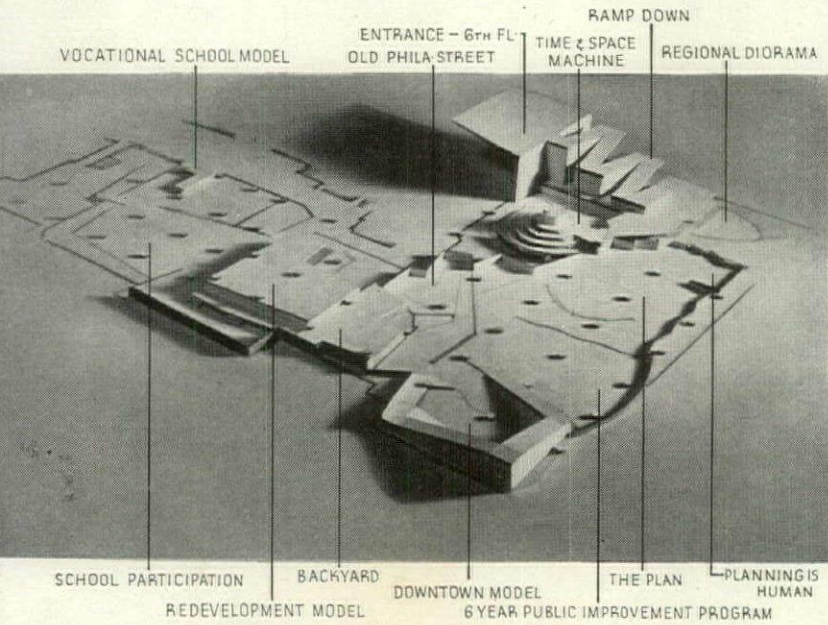 RAMP DOWN
ENTRANCE – 6TH FL.
TIME & SPACE
MACHINE
VOCATIONAL SCHOOL MODEL
OLD PHILA. STREET
REGIONAL DIORAMA
SCHOOL PARTICIPATION
BACKYARD
DOWNTOWN MODEL
THE PLAN
PLANNING IS
HUMAN
REDEVELOPMENT MODEL
6 YEAR PUBLIC IMPROVEMENT PROGRAM